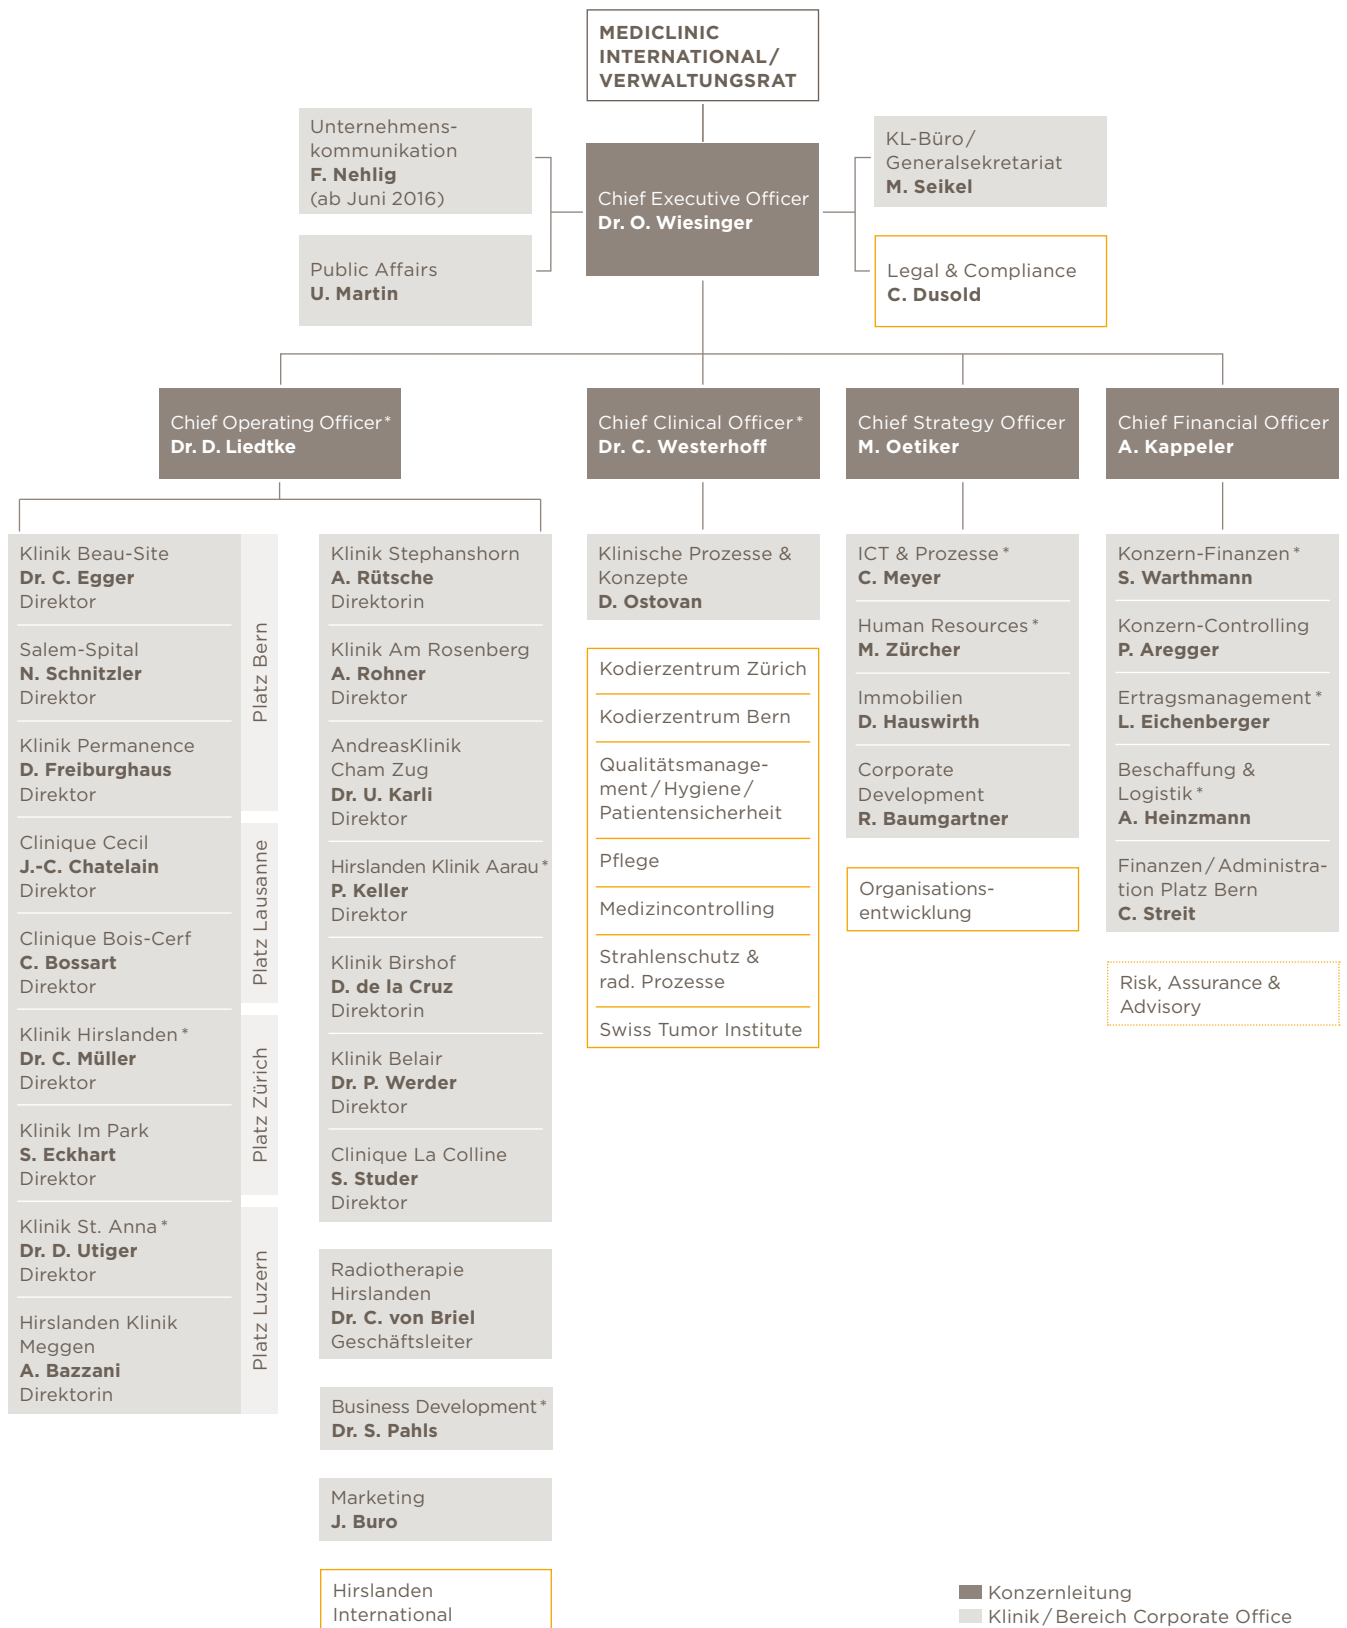 MEDICLINIC
INTERNATIONAL/
VERWALTUNGSRAT
Unternehmens-
kommunikation
F. Nehlig
(ab Juni 2016)
Public Affairs
U. Martin
Chief Executive Officer
Dr. O. Wiesinger
KL-Büro/
Generalsekretariat
M. Seikel
Legal & Compliance
C. Dusold
Chief Operating Officer*
Dr. D. Liedtke
Chief Clinical Officer*
Dr. C. Westerhoff
Chief Strategy Officer
M. Oetiker
Chief Financial Officer
A. Kappeler
Klinik Beau-Site
Dr. C. Egger
Direktor
Salem-Spital
N. Schnitzler
Direktor
Klinik Permanence
D. Freiburghaus
Direktor
Platz Bern
Clinique Cecil
J.-C. Chatelain
Direktor
Clinique Bois-Cerf
C. Bossart
Direktor
Platz Lausanne
Klinik Hirslanden*
Dr. C. Müller
Direktor
Klinik Im Park
S. Eckhart
Direktor
Platz Zürich
Klinik St. Anna*
Dr. D. Utiger
Direktor
Hirslanden Klinik
Meggen
A. Bazzani
Direktorin
Platz Luzern
Klinik Stephanshorn
A. Rütsche
Direktorin
Klinik Am Rosenberg
A. Rohner
Direktor
AndreasKlinik
Cham Zug
Dr. U. Karli
Direktor
Hirslanden Klinik Aarau*
P. Keller
Direktor
Klinik Birshof
D. de la Cruz
Direktorin
Klinik Belair
Dr. P. Werder
Direktor
Clinique La Colline
S. Studer
Direktor
Radiotherapie
Hirslanden
Dr. C. von Briel
Geschäftsleiter
Business Development*
Dr. S. Pahls
Marketing
J. Buro
Hirslanden
International
Klinische Prozesse &
Konzepte
D. Ostovan
Kodierzentrum Zürich
Kodierzentrum Bern
Qualitätsmanage-
ment/Hygiene/
Patientensicherheit
Pflege
Medizincontrolling
Strahlenschutz &
rad. Prozesse
Swiss Tumor Institute
ICT & Prozesse*
C. Meyer
Human Resources*
M. Zürcher
Immobilien
D. Hauswirth
Corporate
Development
R. Baumgartner
Organisations-
entwicklung
Konzern-Finanzen*
S. Warthmann
Konzern-Controlling
P. Aregger
Ertragsmanagement*
L. Eichenberger
Beschaffung &
Logistik*
A. Heinzmann
Finanzen/Administra-
tion Platz Bern
C. Streit
Risk, Assurance &
Advisory
Konzernleitung
Klinik/Bereich Corporate Office